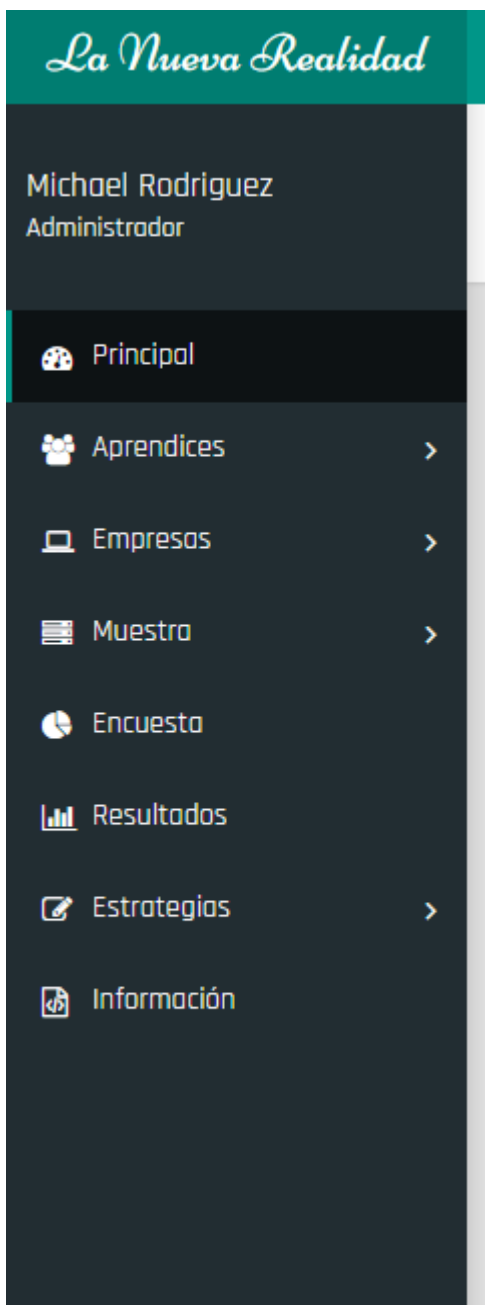 La Nueva Realidad
Michael Rodriguez
Administrador
Principal
Aprendices
Empresas
Muestra
Encuesta
Resultados
Estrategias
Información